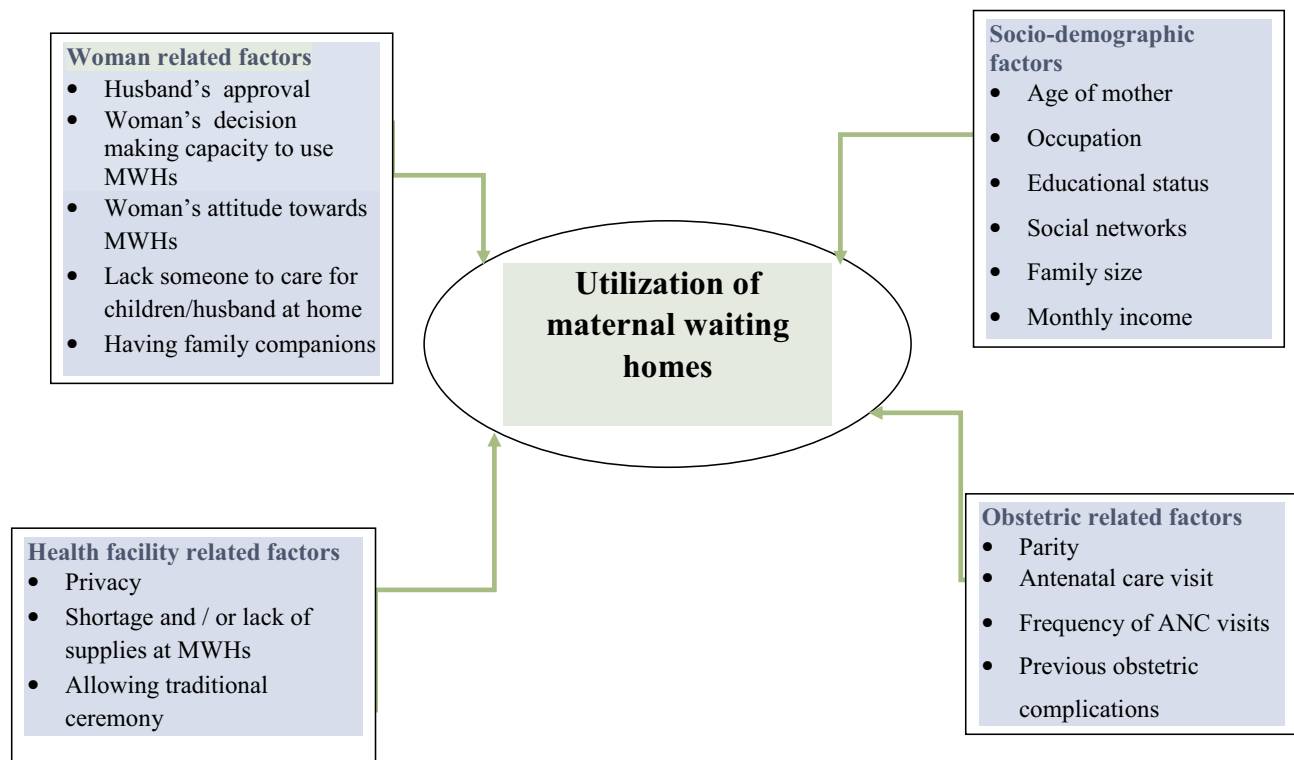 Woman related factors
• Husband’s approval
• Woman’s decision
making capacity to use
MWHs
• Woman’s attitude towards
MWHs
• Lack someone to care for
children/husband at home
• Having family companions
Socio-demographic
factors
• Age of mother
• Occupation
• Educational status
• Social networks
• Family size
• Monthly income
Utilization of
maternal waiting
homes
Health facility related factors
• Privacy
• Shortage and / or lack of
supplies at MWHs
• Allowing traditional
ceremony
Obstetric related factors
• Parity
• Antenatal care visit
• Frequency of ANC visits
• Previous obstetric
complications